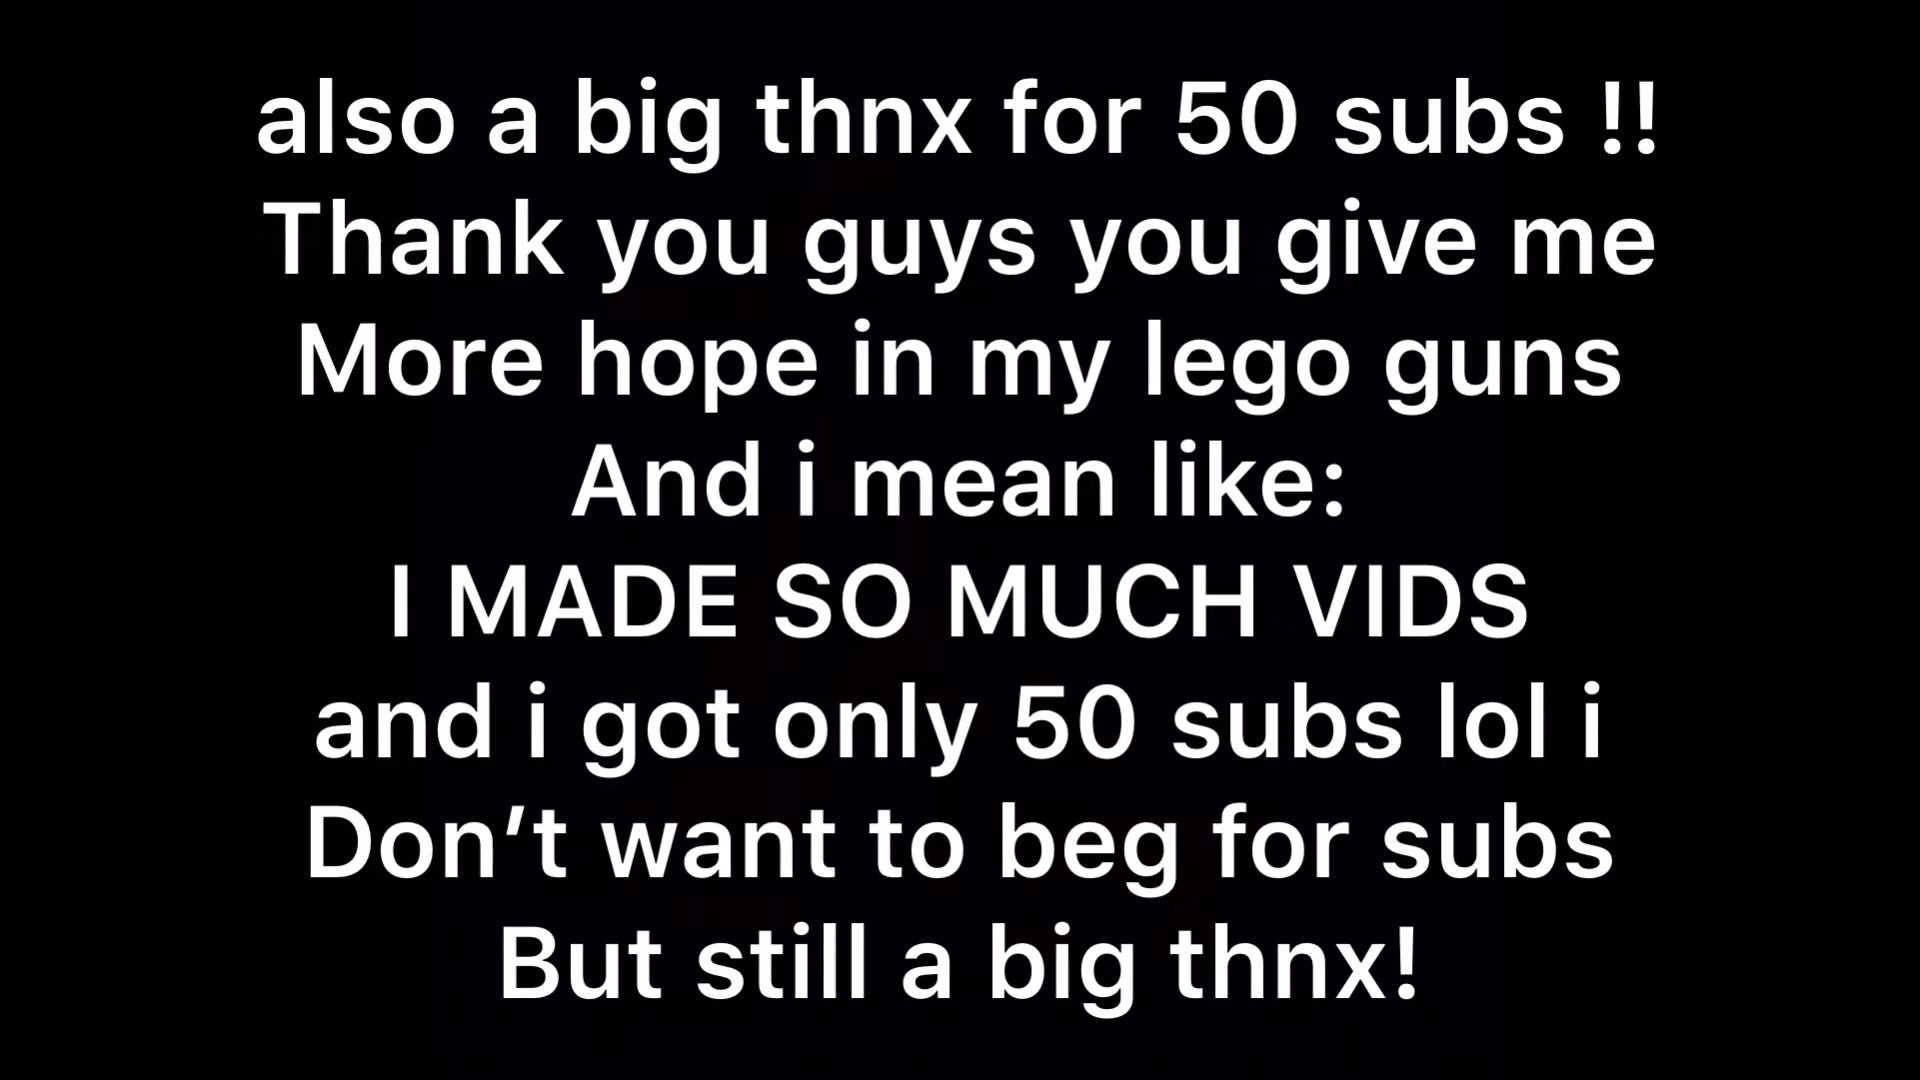 also a big thnx for 50 subs !!
Thank you guys you give me
More hope in my lego guns
And i mean like:
I MADE SO MUCH VIDS
and i got only 50 subs lol i
Don’t want to beg for subs
But still a big thnx!